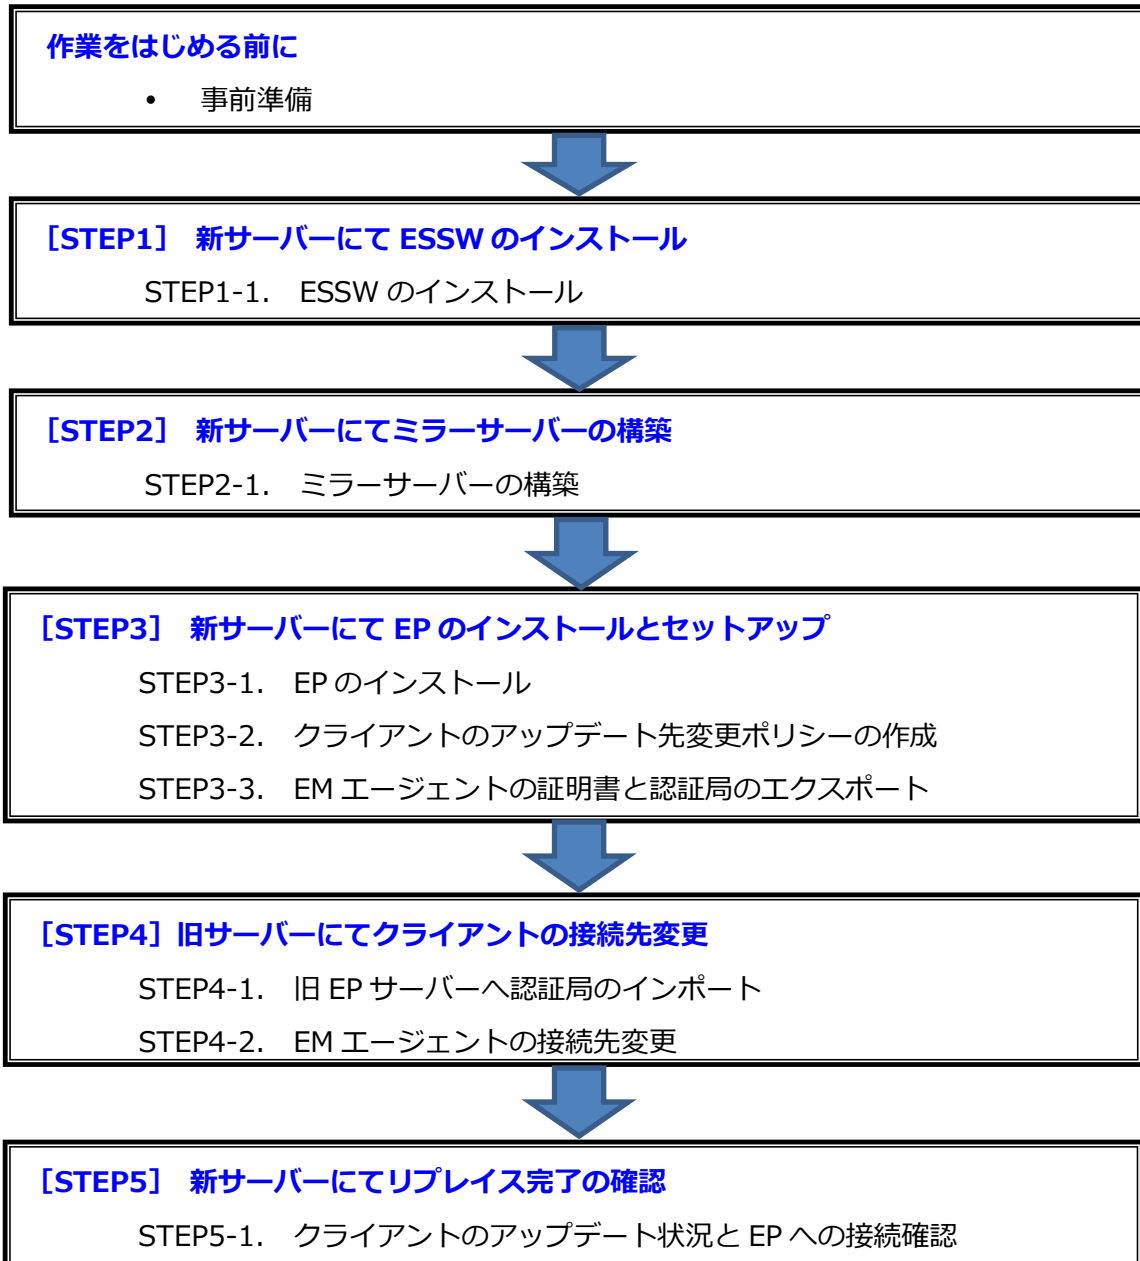 作業をはじめる前に
• 事前準備
［STEP1］ 新サーバーにて ESSW のインストール
STEP1-1. ESSW のインストール
［STEP2］ 新サーバーにてミラーサーバーの構築
STEP2-1. ミラーサーバーの構築
［STEP3］ 新サーバーにて EP のインストールとセットアップ
STEP3-1. EP のインストール
STEP3-2. クライアントのアップデート先変更ポリシーの作成
STEP3-3. EM エージェントの証明書と認証局のエクスポート
［STEP4］旧サーバーにてクライアントの接続先変更
STEP4-1. 旧 EP サーバーへ認証局のインポート
STEP4-2. EM エージェントの接続先変更
［STEP5］ 新サーバーにてリプレイス完了の確認
STEP5-1. クライアントのアップデート状況と EP への接続確認